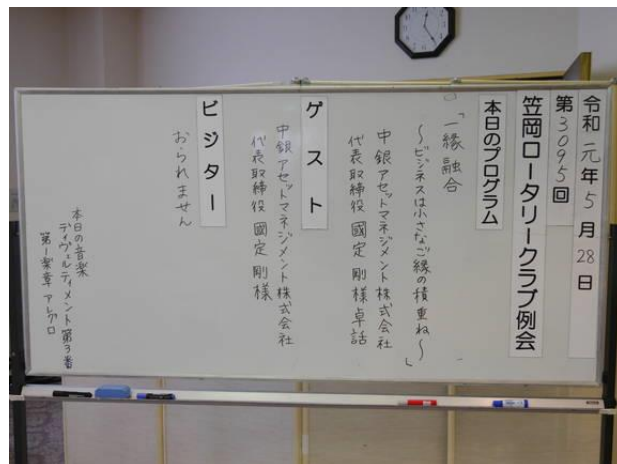 令和元年5月28日
第3095回
笠岡ロータリークラブ例会
本日のプログラム
「一縁融合
～ビジネスは小さなご縁の積重ね～」
中銀アセットマネジメント株式会社
代表取締役 國定 剛様卓話
ゲスト
中銀アセットマネジメント株式会社
代表取締役 國定 剛様
ビジター
おられません
本日の音楽
ディヴェルティメント第3番
第1楽章 アレグロ